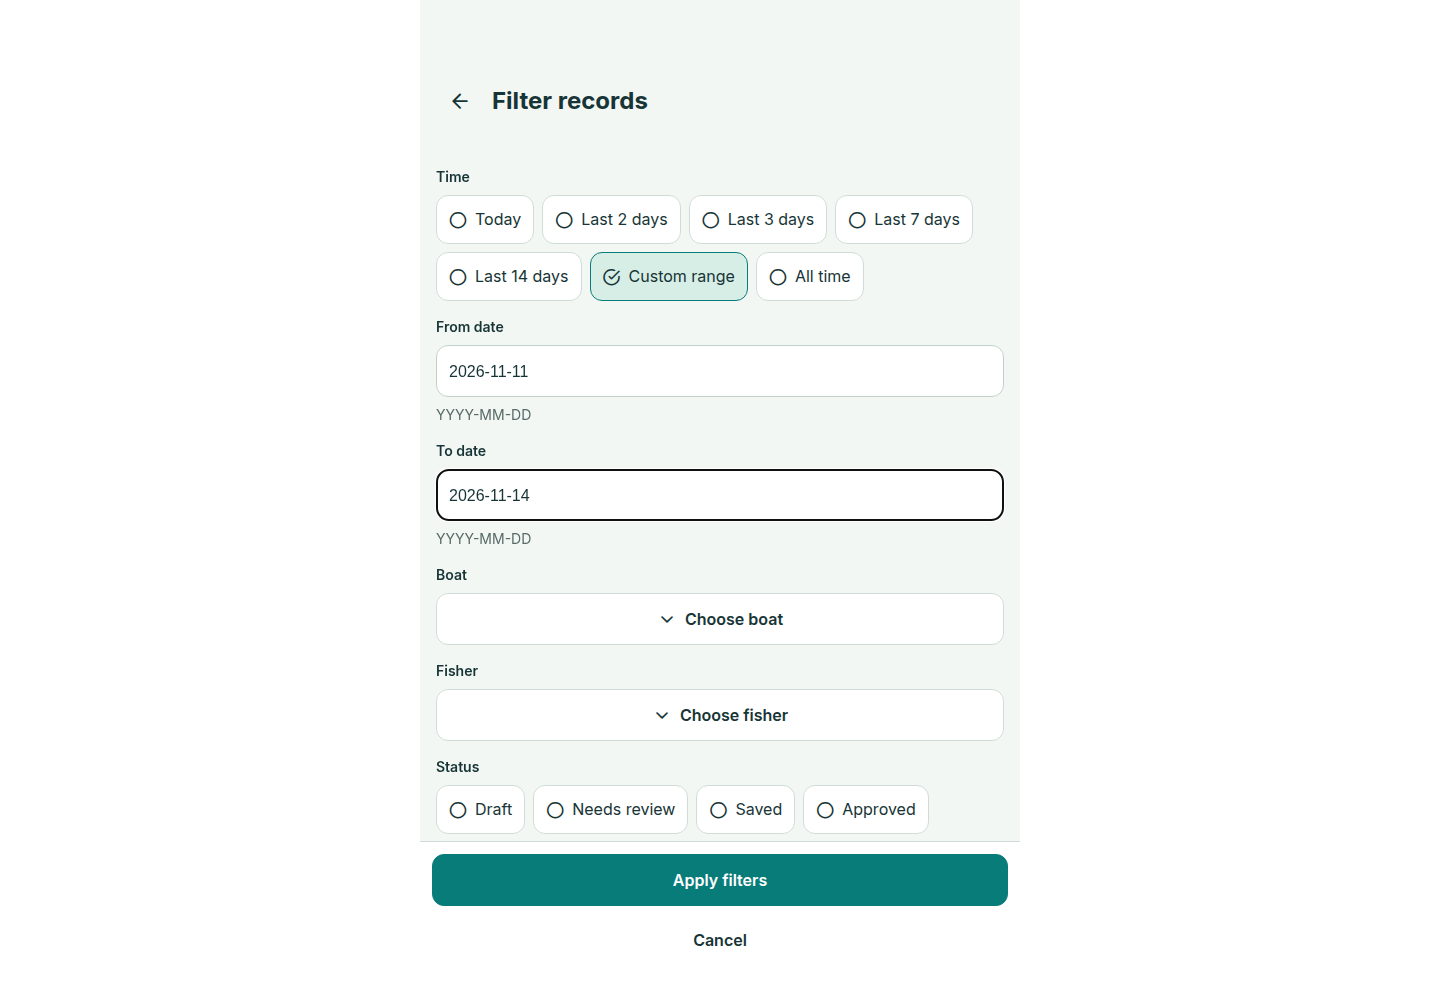 Filter records
Time
Today Last 2 days Last 3 days Last 7 days
Last 14 days Custom range All time
From date
2026-11-11
YYYY-MM-DD
To date
2026-11-14
YYYY-MM-DD
Boat
Choose boat
Fisher
Choose fisher
Status
Draft Needs review Saved Approved
Apply filters
Cancel